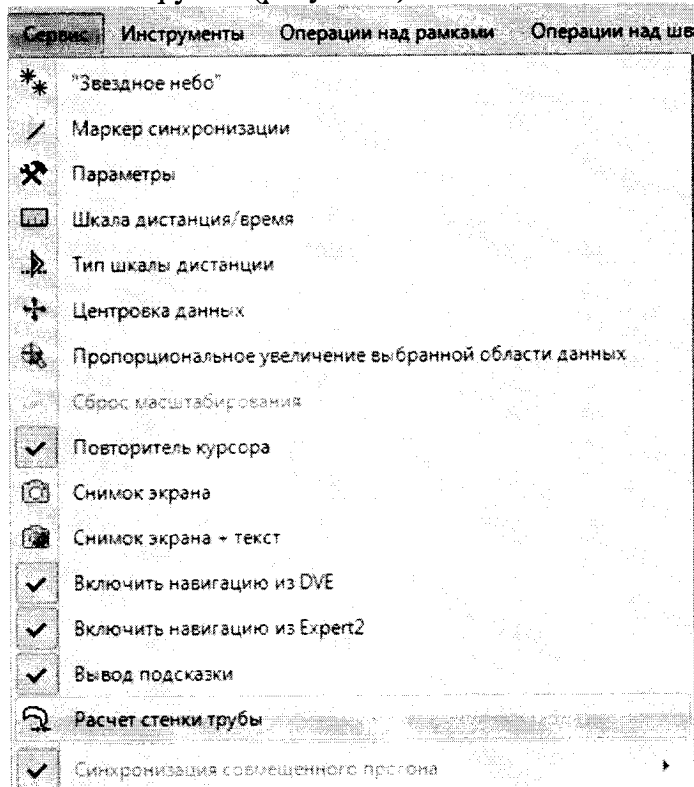 Сервис Инструменты Операции над рамками Операции над шв
"Звездное небо"
Маркер синхронизации
Параметры
Шкала дистанция/время
Тип шкалы дистанции
Центровка данных
Пропорциональное увеличение выбранной области данных
Сброс масштабирования
Повторитель курсора
Снимок экрана
Снимок экрана + текст
Включить навигацию из DVE
Включить навигацию из Expert2
Вывод подсказки
Расчет стенки трубы
Синхронизация совмещенного прогона